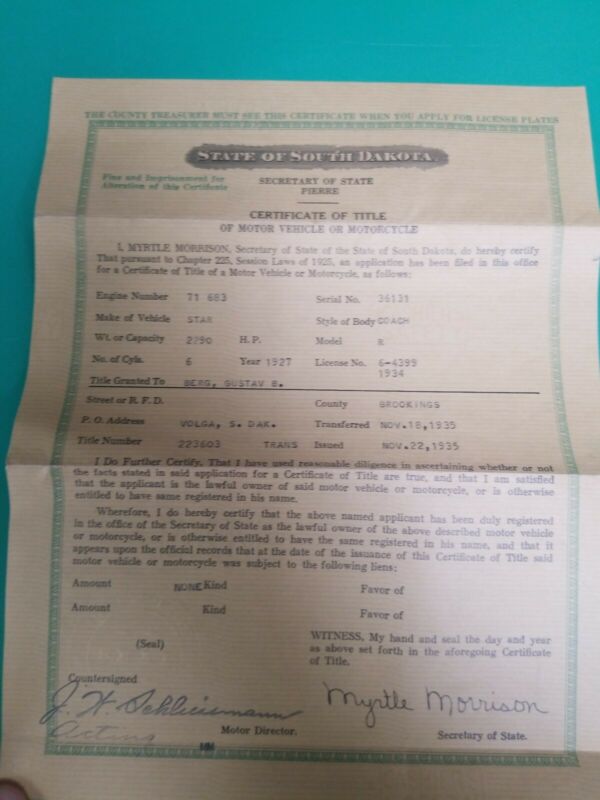 THE COUNTY TREASURER MUST SEE THIS CERTIFICATE WHEN YOU APPLY FOR LICENSE PLATES
STATE OF SOUTH DAKOTA
Fine and Imprisonment for
Alteration of this Certificate
SECRETARY OF STATE
PIERRE
CERTIFICATE OF TITLE
OF MOTOR VEHICLE OR MOTORCYCLE
I, MYRTLE MORRISON, Secretary of State of the State of South Dakota, do hereby certify
That pursuant to Chapter 225, Session Laws of 1925, an application has been filed in this office
for a Certificate of Title of a Motor Vehicle or Motorcycle, as follows:
Engine Number 71 683 Serial No. 36131
Make of Vehicle STAR Style of Body COACH
Wt. or Capacity 2290 H. P. Model R
No. of Cyls. 6 Year 1927 License No. 6-4399
1934
Title Granted To BERG, GUSTAV B.
Street or R. F. D. County BROOKINGS
P. O. Address VOLGA, S. DAK. Transferred NOV.18,1935
Title Number 223603 TRANS Issued NOV.22,1935
I Do Further Certify, That I have used reasonable diligence in ascertaining whether or not
the facts stated in said application for a Certificate of Title are true, and that I am satisfied
that the applicant is the lawful owner of said motor vehicle or motorcycle, or is otherwise
entitled to have same registered in his name.
Wherefore, I do hereby certify that the above named applicant has been duly registered
in the office of the Secretary of State as the lawful owner of the above described motor vehicle
or motorcycle, or is otherwise entitled to have the same registered in his name, and that it
appears upon the official records that at the date of the issuance of this Certificate of Title said
motor vehicle or motorcycle was subject to the following liens:
Amount NONE Kind Favor of
Amount Kind Favor of
(Seal)
WITNESS, My hand and seal the day and year
as above set forth in the aforegoing Certificate
of Title.
Countersigned
J. W. Schliesmann
Myrtle Morrison
Acting
Motor Director.
Secretary of State.
MM